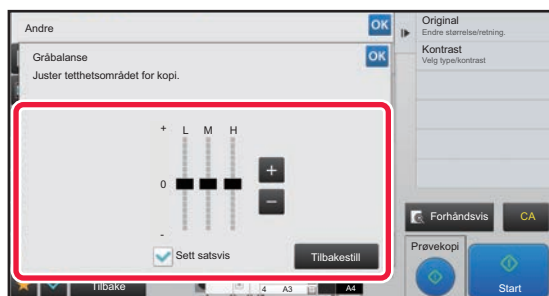 Andre
OK
Gråbalanse
OK
Juster tetthetsområdet for kopi.
+
L M H
0
+
−
-
Sett satsvis
Tilbakestill
Tilbake
4 A3
A4
Original
Endre størrelse/retning.
Kontrast
Velg type/kontrast
Forhåndsvis
CA
Prøvekopi
Start